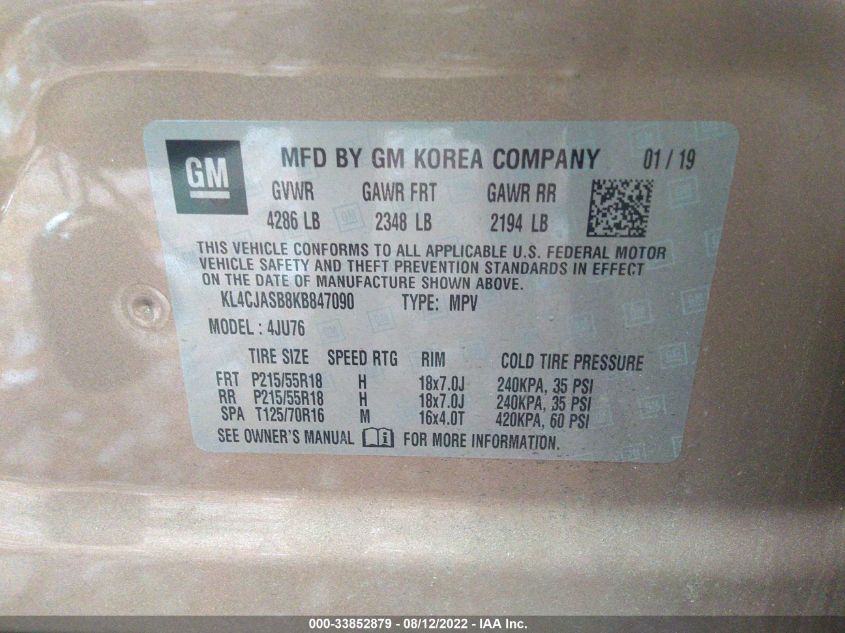 GM
MFD BY GM KOREA COMPANY 01 / 19
GVWR GAWR FRT GAWR RR
4286 LB 2348 LB 2194 LB
THIS VEHICLE CONFORMS TO ALL APPLICABLE U.S. FEDERAL MOTOR
VEHICLE SAFETY AND THEFT PREVENTION STANDARDS IN EFFECT
ON THE DATE OF MANUFACTURE SHOWN ABOVE.
KL4CJASB8KB847090 TYPE: MPV
MODEL : 4JU76
TIRE SIZE SPEED RTG RIM COLD TIRE PRESSURE
FRT P215/55R18 H 18x7.0J 240KPA, 35 PSI
RR P215/55R18 H 18x7.0J 240KPA, 35 PSI
SPA T125/70R16 M 16x4.0T 420KPA, 60 PSI
SEE OWNER'S MANUAL FOR MORE INFORMATION.
000-33852879 - 08/12/2022 - IAA Inc.